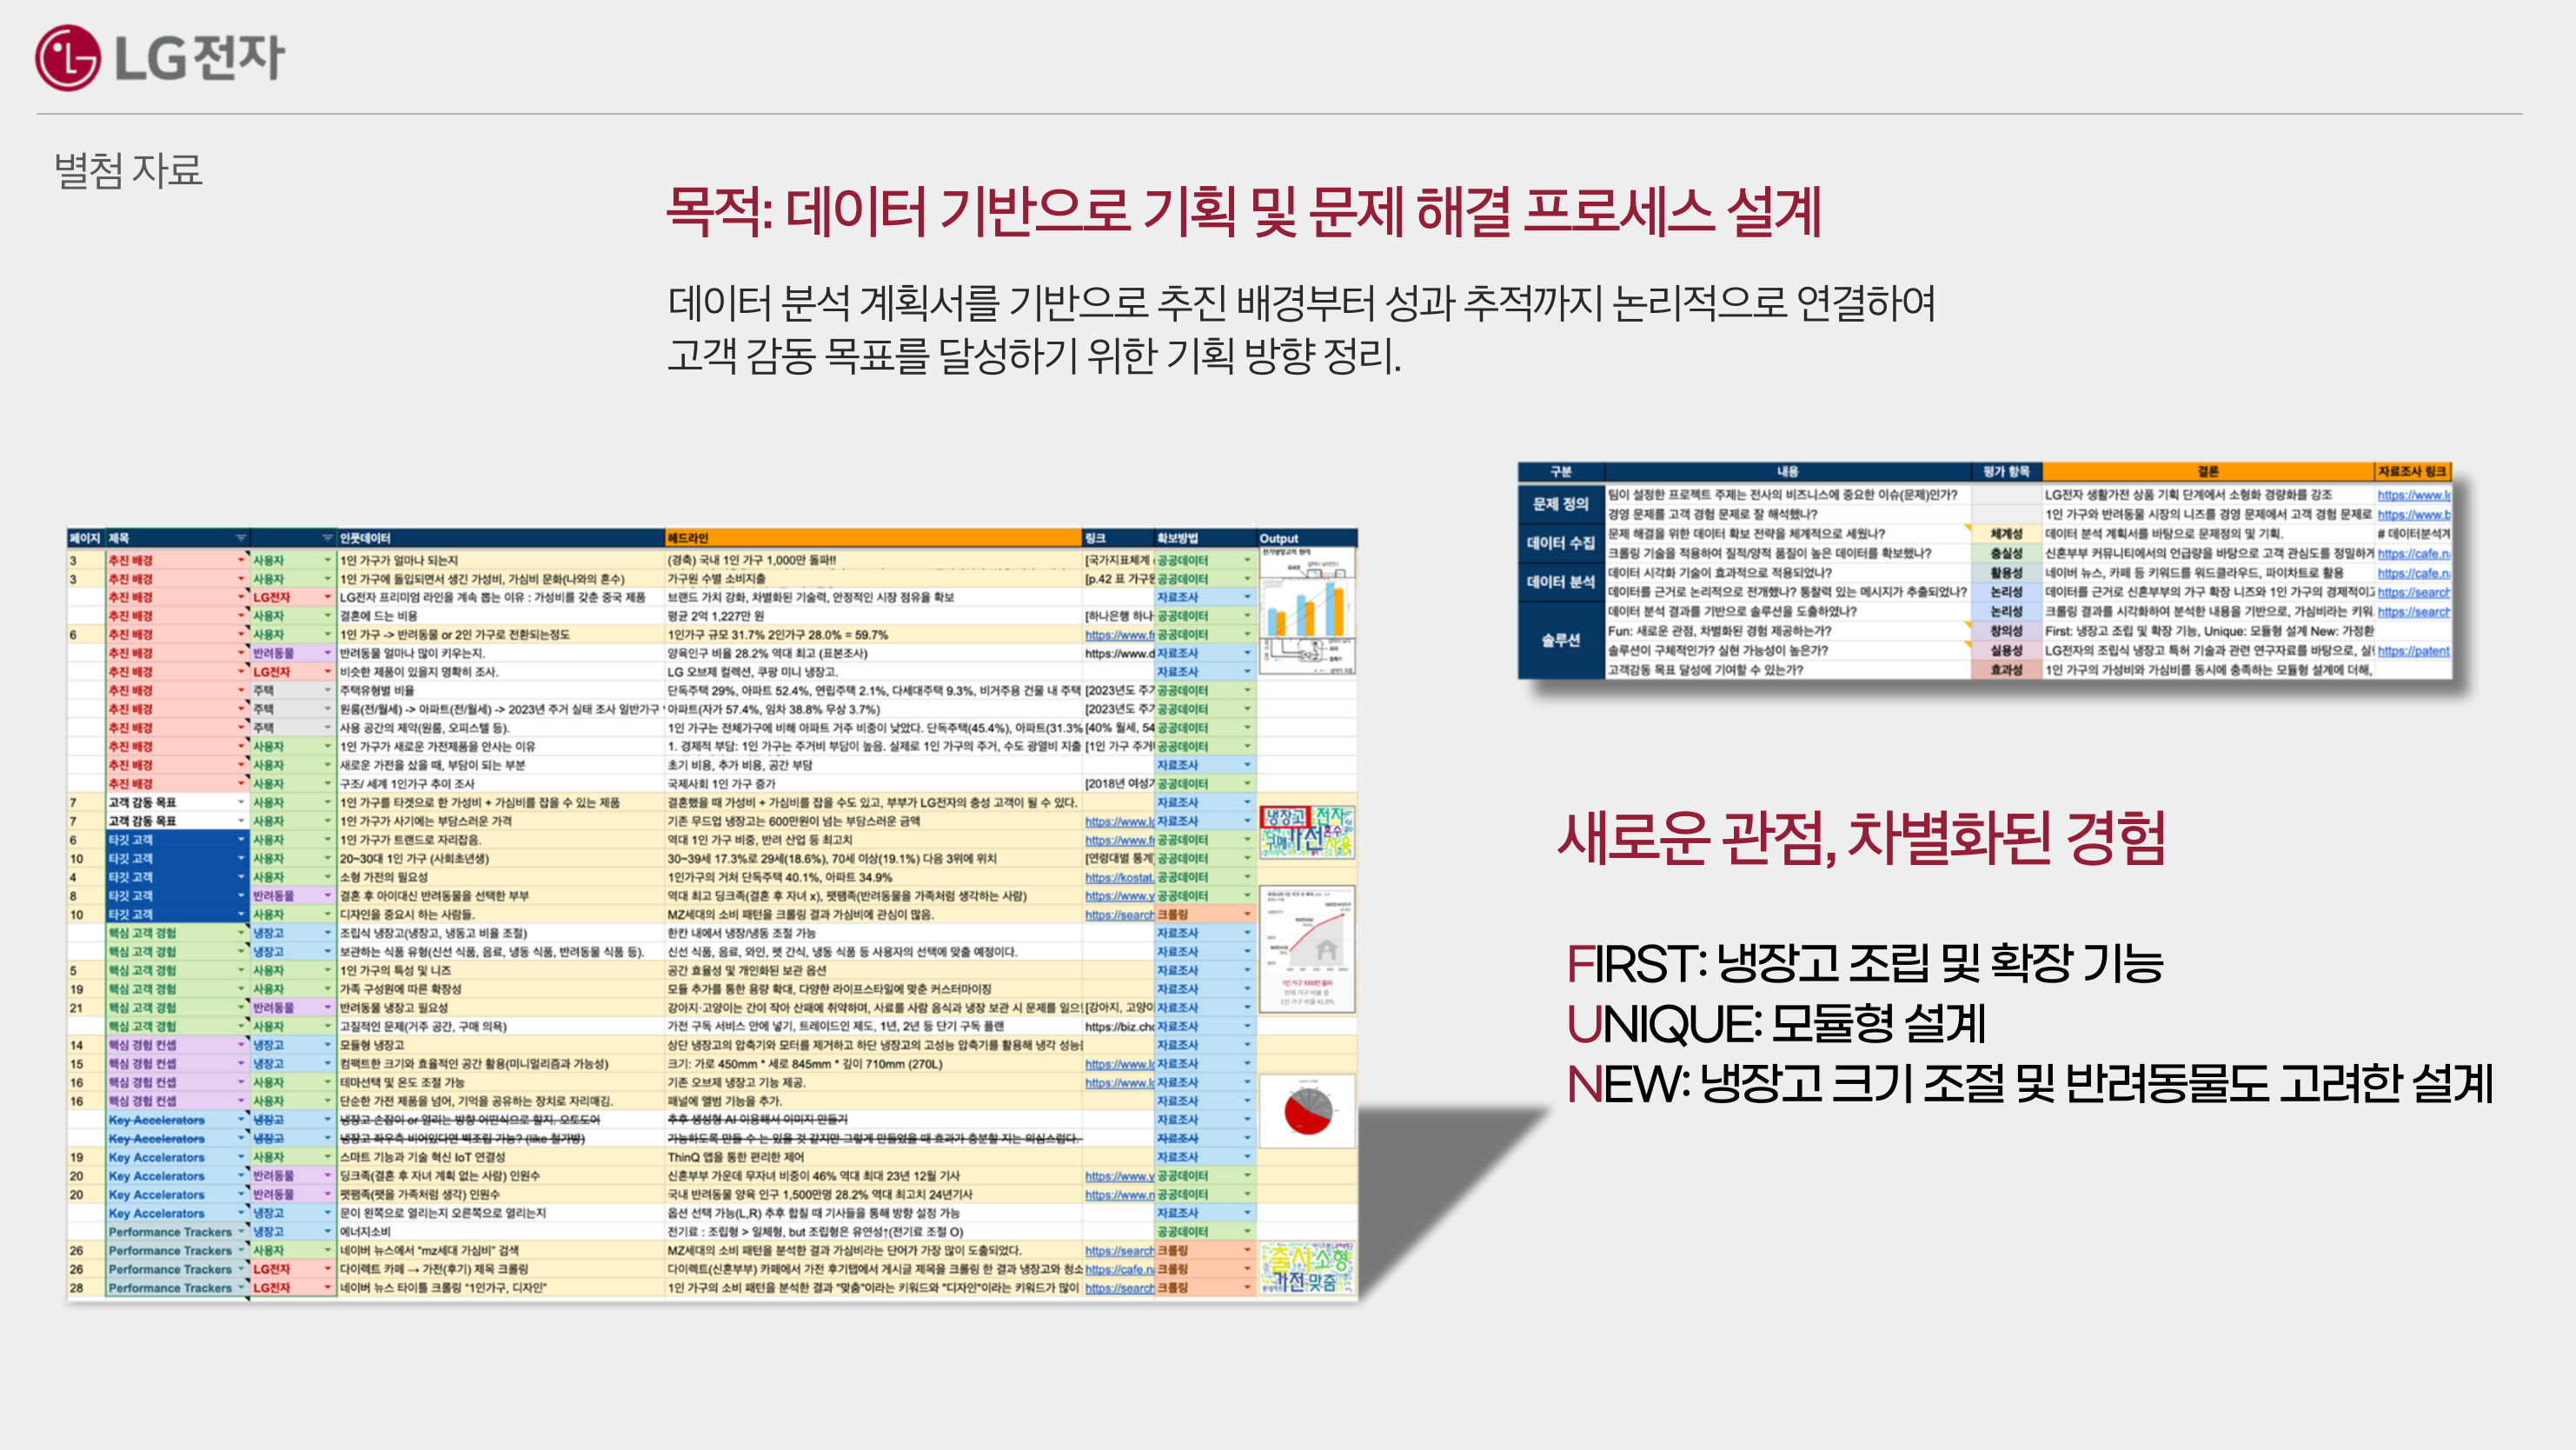 LG전자
별첨 자료
목적: 데이터 기반으로 기획 및 문제 해결 프로세스 설계
데이터 분석 계획서를 기반으로 추진 배경부터 성과 추적까지 논리적으로 연결하여
고객 감동 목표를 달성하기 위한 기획 방향 정리.
페이지 제목 인풋데이터 헤드라인 링크 확보방법 Output
3 추진 배경 사용자 1인 가구가 얼마나 되는지 (경축) 국내 1인 가구 1,000만 돌파!! [국가지표체계 공공데이터
3 추진 배경 사용자 1인 가구에 돌입되면서 생긴 가성비, 가심비 문화(나와의 혼수) 가구원 수별 소비지출 [p.42 표 가구원 공공데이터
추진 배경 LG전자 LG전자 프리미엄 라인을 계속 뽑는 이유 : 가성비를 갖춘 중국 제품 브랜드 가치 강화, 차별화된 기술력, 안정적인 시장 점유율 확보 자료조사
추진 배경 사용자 결혼에 드는 비용 평균 2억 1,227만 원 [하나은행 하나 공공데이터
6 추진 배경 사용자 1인 가구 -> 반려동물 or 2인 가구로 전환되는정도 1인가구 규모 31.7% 2인가구 28.0% = 59.7% https://www.fr 공공데이터
추진 배경 반려동물 반려동물 얼마나 많이 키우는지. 양육인구 비율 28.2% 역대 최고 (표본조사) https://www.d 자료조사
추진 배경 LG전자 비슷한 제품이 있을지 명확히 조사. LG 오브제 컬렉션, 쿠팡 미니 냉장고. 자료조사
추진 배경 주택 주택유형별 비율 단독주택 29%, 아파트 52.4%, 연립주택 2.1%, 다세대주택 9.3%, 비거주용 건물 내 주택 [2023년도 주거 공공데이터
추진 배경 주택 원룸(전/월세) -> 아파트(전/월세) -> 2023년 주거 실태 조사 일반가구 아파트(자가 57.4%, 임차 38.8% 무상 3.7%) [2023년도 주거 공공데이터
추진 배경 주택 사용 공간의 제약(원룸, 오피스텔 등). 1인 가구는 전체가구에 비해 아파트 거주 비중이 낮았다. 단독주택(45.4%), 아파트(31.3% [40% 월세, 54 공공데이터
추진 배경 사용자 1인 가구가 새로운 가전제품을 안사는 이유 1. 경제적 부담: 1인 가구는 주거비 부담이 높음. 실제로 1인 가구의 주거, 수도 광열비 지출 [1인 가구 주거 공공데이터
추진 배경 사용자 새로운 가전을 샀을 때, 부담이 되는 부분 초기 비용, 추가 비용, 공간 부담 자료조사
추진 배경 사용자 구조/ 세계 1인가구 추이 조사 국제사회 1인 가구 증가 [2018년 여성가 공공데이터
7 고객 감동 목표 사용자 1인 가구를 타겟으로 한 가성비 + 가심비를 잡을 수 있는 제품 결혼했을 때 가성비 + 가심비를 잡을 수도 있고, 부부가 LG전자의 충성 고객이 될 수 있다. 자료조사
7 고객 감동 목표 사용자 1인 가구가 사기에는 부담스러운 가격 기존 무드업 냉장고는 600만원이 넘는 부담스러운 금액 https://www.lg 자료조사
6 타깃 고객 사용자 1인 가구가 트랜드로 자리잡음. 역대 1인 가구 비중, 반려 산업 등 최고치 https://www.fr 공공데이터
10 타깃 고객 사용자 20~30대 1인 가구 (사회초년생) 30~39세 17.3%로 29세(18.6%), 70세 이상(19.1%) 다음 3위에 위치 [연령대별 통계 공공데이터
4 타깃 고객 사용자 소형 가전의 필요성 1인가구의 거처 단독주택 40.1%, 아파트 34.9% https://kostat. 공공데이터
8 타깃 고객 반려동물 결혼 후 아이대신 반려동물을 선택한 부부 역대 최고 딩크족(결혼 후 자녀 x), 팻팸족(반려동물을 가족처럼 생각하는 사람) https://www.y 공공데이터
10 타깃 고객 사용자 디자인을 중요시 하는 사람들. MZ세대의 소비 패턴을 크롤링 결과 가심비에 관심이 많음. https://search 크롤링
핵심 고객 경험 냉장고 조립식 냉장고(냉장고, 냉동고 비율 조절) 한칸 내에서 냉장/냉동 조절 가능 자료조사
핵심 고객 경험 냉장고 보관하는 식품 유형(신선 식품, 음료, 냉동 식품, 반려동물 식품 등). 신선 식품, 음료, 와인, 펫 간식, 냉동 식품 등 사용자의 선택에 맞출 예정이다. 자료조사
5 핵심 고객 경험 사용자 1인 가구의 특성 및 니즈 공간 효율성 및 개인화된 보관 옵션 자료조사
19 핵심 고객 경험 사용자 가족 구성원에 따른 확장성 모듈 추가를 통한 용량 확대, 다양한 라이프스타일에 맞춘 커스터마이징 자료조사
21 핵심 고객 경험 반려동물 반려동물 냉장고 필요성 강아지·고양이는 간이 작아 산패에 취약하며, 사료를 사람 음식과 냉장 보관 시 문제를 일으 [강아지, 고양이 자료조사
핵심 고객 경험 사용자 고질적인 문제(거주 공간, 구매 의욕) 가전 구독 서비스 안에 넣기, 트레이드인 제도, 1년, 2년 등 단기 구독 플랜 https://biz.cho 자료조사
14 핵심 경험 컨셉 냉장고 모듈형 냉장고 상단 냉장고의 압축기와 모터를 제거하고 하단 냉장고의 고성능 압축기를 활용해 냉각 성능 자료조사
15 핵심 경험 컨셉 냉장고 컴팩트한 크기와 효율적인 공간 활용(미니멀리즘과 가능성) 크기: 가로 450mm * 세로 845mm * 깊이 710mm (270L) https://www.lg 자료조사
16 핵심 경험 컨셉 사용자 테마선택 및 온도 조절 가능 기존 오브제 냉장고 기능 제공. https://www.lg 자료조사
16 핵심 경험 컨셉 사용자 단순한 가전 제품을 넘어, 기억을 공유하는 장치로 자리매김. 패널에 앨범 기능을 추가. 자료조사
Key Accelerators 냉장고 냉장고 손잡이 or 열리는 방향 어떤식으로 할지. 오토도어 추후 생성형 AI 이용해서 이미지 만들기 자료조사
Key Accelerators 냉장고 냉장고 좌우측 비어있다면 벽조립 가능? (like 철가방) 가능하도록 만들 수 는 있을 것 같지만 그렇게 만들었을 때 효과가 충분할 지는 의심스럽다. 자료조사
19 Key Accelerators 사용자 스마트 기능과 기술 혁신 IoT 연결성 ThinQ 앱을 통한 편리한 제어 자료조사
20 Key Accelerators 반려동물 딩크족(결혼 후 자녀 계획 없는 사람) 인원수 신혼부부 가운데 무자녀 비중이 46% 역대 최대 23년 12월 기사 https://www.y 공공데이터
20 Key Accelerators 반려동물 팻팸족(펫을 가족처럼 생각) 인원수 국내 반려동물 양육 인구 1,500만명 28.2% 역대 최고치 24년기사 https://www.n 공공데이터
Key Accelerators 냉장고 문이 왼쪽으로 열리는지 오른쪽으로 열리는지 옵션 선택 가능(L,R) 추후 합칠 때 기사들을 통해 방향 설정 가능 자료조사
Performance Trackers 냉장고 에너지소비 전기료 : 조립형 > 일체형, but 조립형은 유연성↑(전기료 조절 O) 공공데이터
26 Performance Trackers 사용자 네이버 뉴스에서 "mz세대 가심비" 검색 MZ세대의 소비 패턴을 분석한 결과 가심비라는 단어가 가장 많이 도출되었다. https://search 크롤링
26 Performance Trackers LG전자 다이렉트 카페 → 가전(후기) 제목 크롤링 다이렉트(신혼부부) 카페에서 가전 후기탭에서 게시글 제목을 크롤링 한 결과 냉장고와 청소 https://cafe.n 크롤링
28 Performance Trackers LG전자 네이버 뉴스 타이틀 크롤링 "1인가구, 디자인" 1인 가구의 소비 패턴을 분석한 결과 "맞춤"이라는 키워드와 "디자인"이라는 키워드가 많이 https://search 크롤링
냉장고 전자
구매 가전 혼수 사용
1인 가구 1000만 돌파
출시 소형
가전 맞춤
구분 내용 평가 항목 결론 자료조사 링크
문제 정의 팀이 설정한 프로젝트 주제는 전사의 비즈니스에 중요한 이슈(문제)인가? LG전자 생활가전 상품 기획 단계에서 소형화 경량화를 강조 https://www.lg
경영 문제를 고객 경험 문제로 잘 해석했나? 1인 가구와 반려동물 시장의 니즈를 경영 문제에서 고객 경험 문제로 https://www.b
데이터 수집 문제 해결을 위한 데이터 확보 전략을 체계적으로 세웠나? 체계성 데이터 분석 계획서를 바탕으로 문제정의 및 기획. # 데이터분석계
크롤링 기술을 적용하여 질적/양적 품질이 높은 데이터를 확보했나? 충실성 신혼부부 커뮤니티에서의 언급량을 바탕으로 고객 관심도를 정밀하게 https://cafe.n
데이터 분석 데이터 시각화 기술이 효과적으로 적용되었나? 활용성 네이버 뉴스, 카페 등 키워드를 워드클라우드, 파이차트로 활용 https://cafe.n
데이터를 근거로 논리적으로 전개했나? 통찰력 있는 메시지가 추출되었나? 논리성 데이터를 근거로 신혼부부의 가구 확장 니즈와 1인 가구의 경제적이고 https://search
솔루션 데이터 분석 결과를 기반으로 솔루션을 도출하였나? 논리성 크롤링 결과를 시각화하여 분석한 내용을 기반으로, 가심비라는 키워 https://search
Fun: 새로운 관점, 차별화된 경험 제공하는가? 창의성 First: 냉장고 조립 및 확장 기능, Unique: 모듈형 설계 New: 가정환
솔루션이 구체적인가? 실현 가능성이 높은가? 실용성 LG전자의 조립식 냉장고 특허 기술과 관련 연구자료를 바탕으로, 실 https://patent
고객감동 목표 달성에 기여할 수 있는가? 효과성 1인 가구의 가성비와 가심비를 동시에 충족하는 모듈형 설계에 더해,
새로운 관점, 차별화된 경험
FIRST: 냉장고 조립 및 확장 기능
UNIQUE: 모듈형 설계
NEW: 냉장고 크기 조절 및 반려동물도 고려한 설계